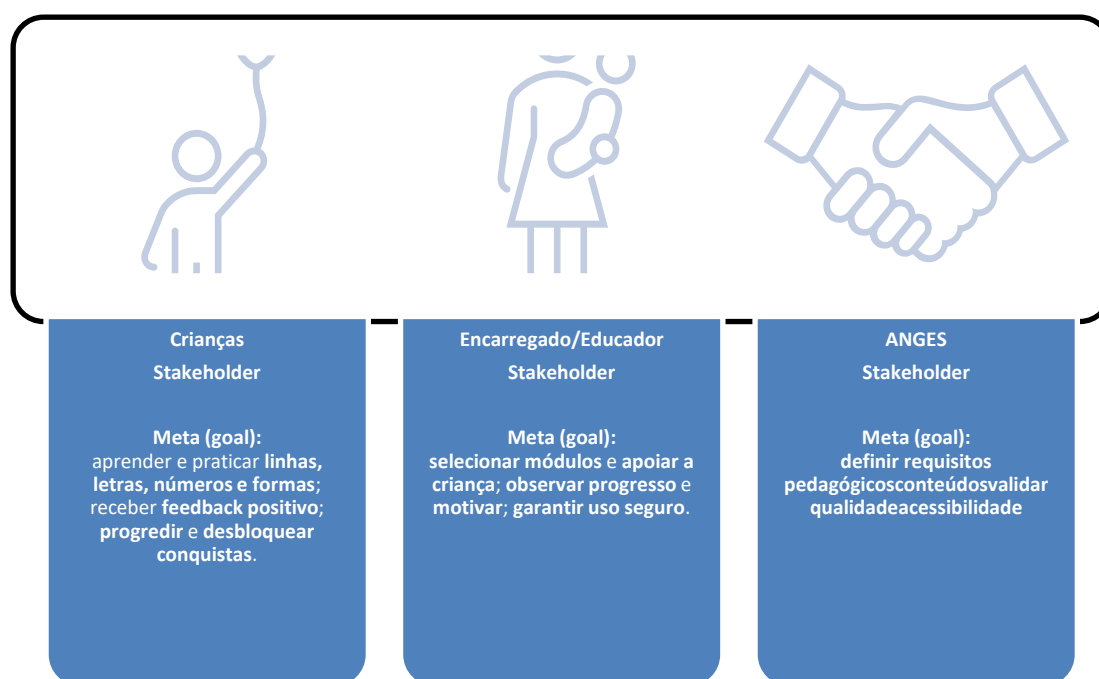 Crianças
Stakeholder
Meta (goal):
aprender e praticar linhas,
letras, números e formas;
receber feedback positivo;
progredir e desbloquear
conquistas.
Encarregado/Educador
Stakeholder
Meta (goal):
selecionar módulos e apoiar a
criança; observar progresso e
motivar; garantir uso seguro.
ANGES
Stakeholder
Meta (goal):
definir requisitos
pedagógicosconteúdosvalidar
qualidadeacessibilidade